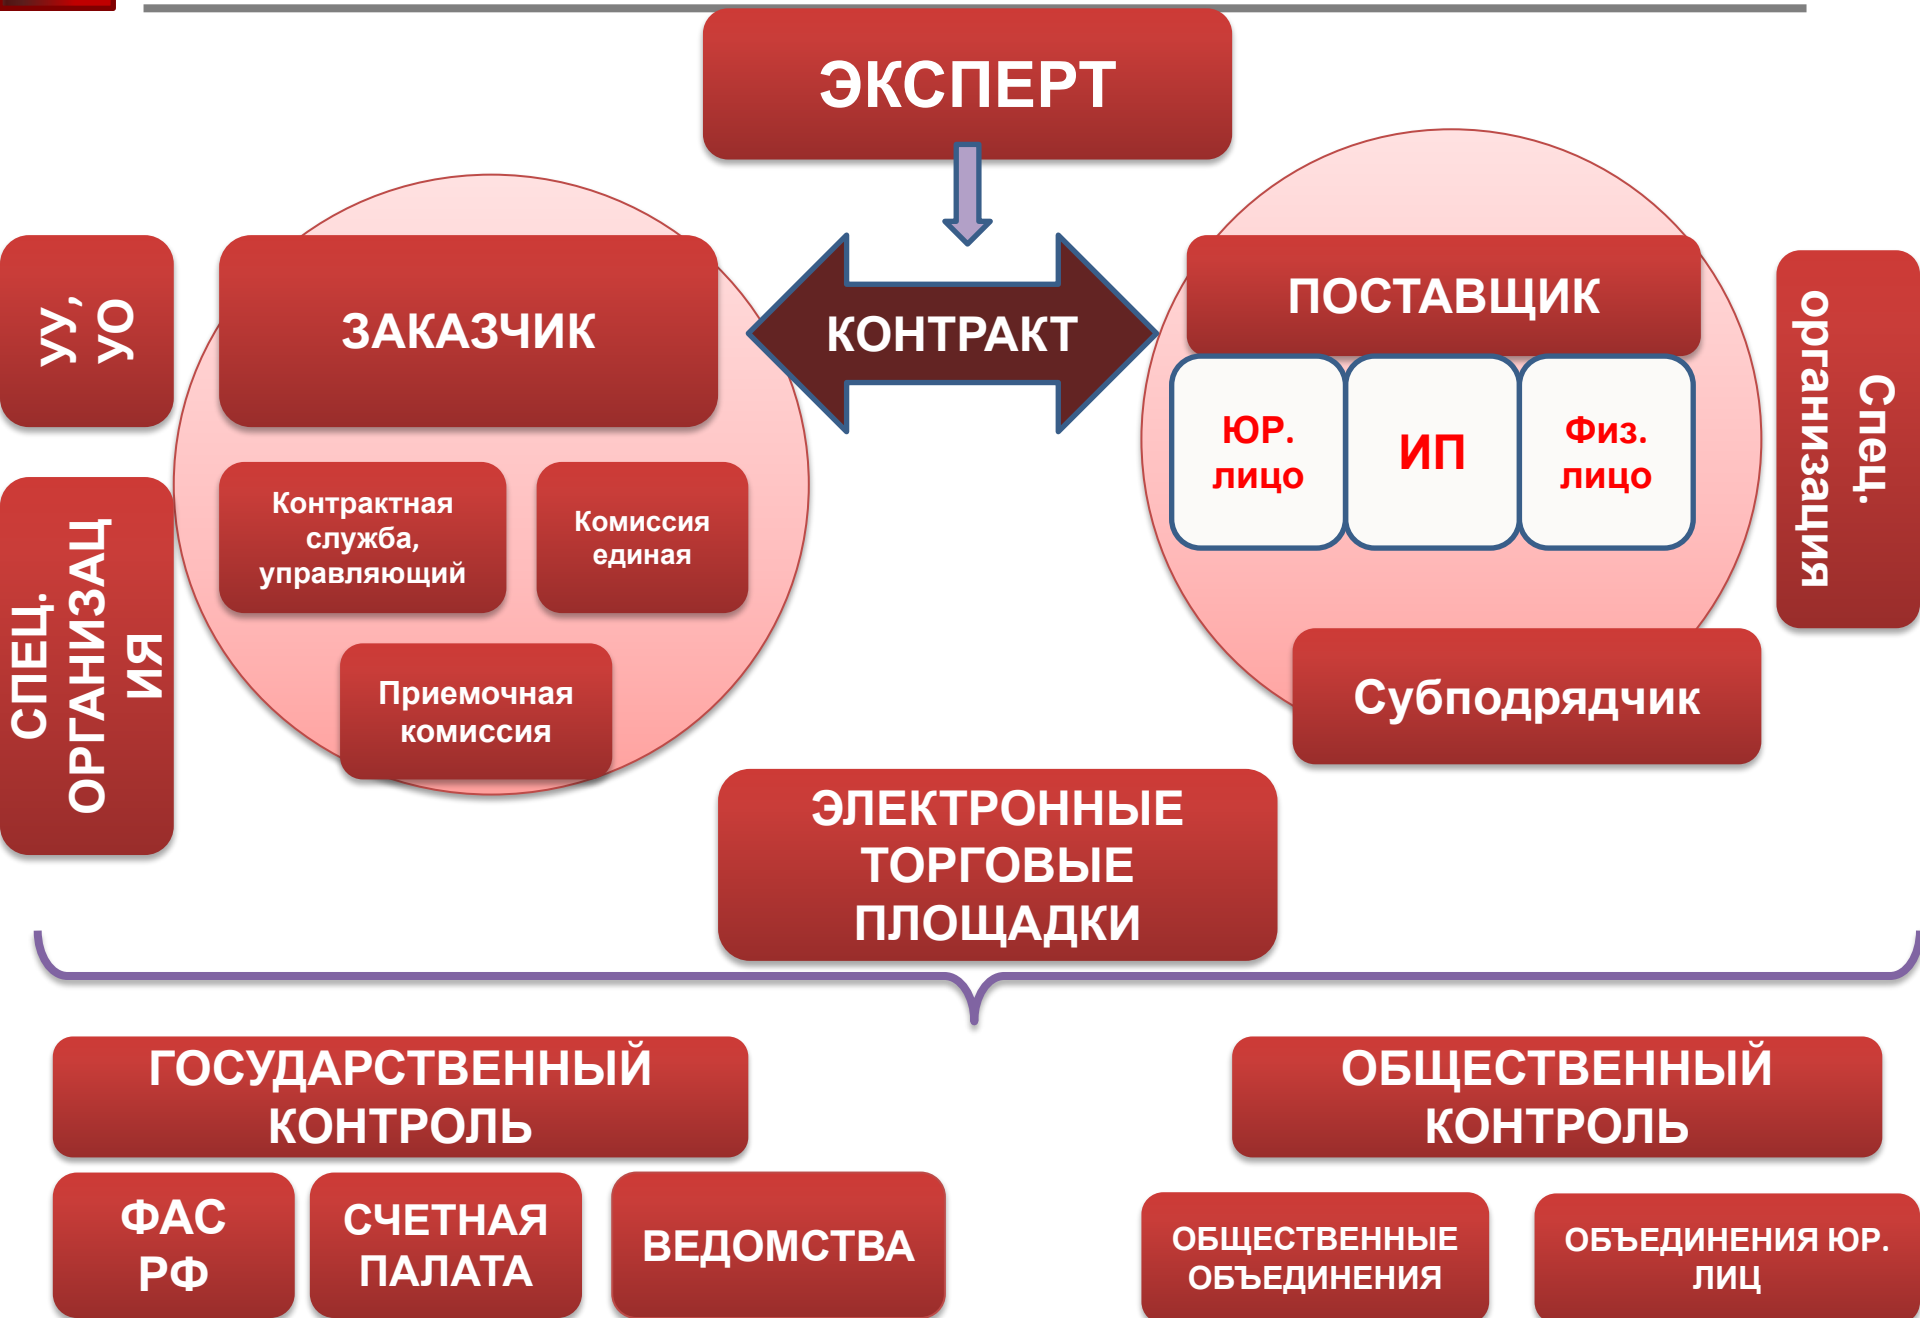 ЭКСПЕРТ
УУ,
УО
ЗАКАЗЧИК
КОНТРАКТ
ПОСТАВЩИК
ЮР.
лицо
ИП
Физ.
лицо
Спец.
организация
СПЕЦ.
ОРГАНИЗАЦ
ИЯ
Контрактная
служба,
управляющий
Комиссия
единая
Приемочная
комиссия
Субподрядчик
ЭЛЕКТРОННЫЕ
ТОРГОВЫЕ
ПЛОЩАДКИ
ГОСУДАРСТВЕННЫЙ
КОНТРОЛЬ
ОБЩЕСТВЕННЫЙ
КОНТРОЛЬ
ФАС
РФ
СЧЕТНАЯ
ПАЛАТА
ВЕДОМСТВА
ОБЩЕСТВЕННЫЕ
ОБЪЕДИНЕНИЯ
ОБЪЕДИНЕНИЯ ЮР.
ЛИЦ